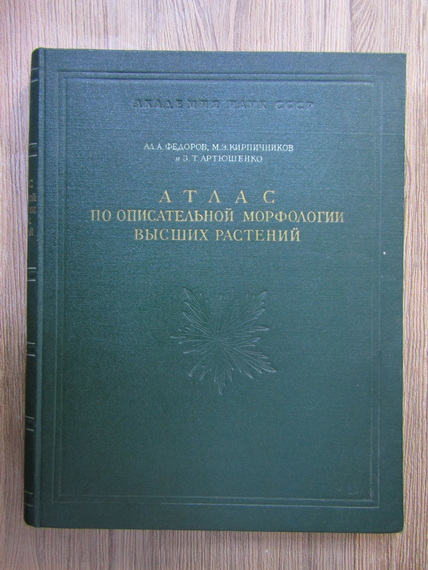 АКАДЕМИЯ НАУК СССР
АЛ. А. ФЕДОРОВ, М. Э. КИРПИЧНИКОВ
и З. Т. АРТЮШЕНКО
АТЛАС
ПО ОПИСАТЕЛЬНОЙ МОРФОЛОГИИ
ВЫСШИХ РАСТЕНИЙ